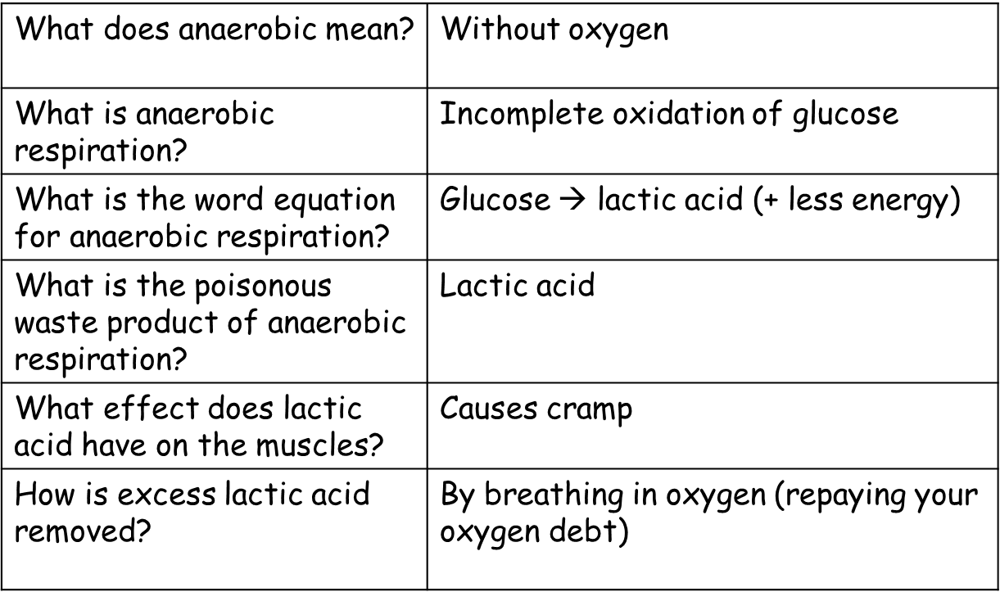 What does anaerobic mean?
Without oxygen
What is anaerobic
respiration?
Incomplete oxidation of glucose
What is the word equation
for anaerobic respiration?
Glucose → lactic acid (+ less energy)
What is the poisonous
waste product of anaerobic
respiration?
Lactic acid
What effect does lactic
acid have on the muscles?
Causes cramp
How is excess lactic acid
removed?
By breathing in oxygen (repaying your
oxygen debt)